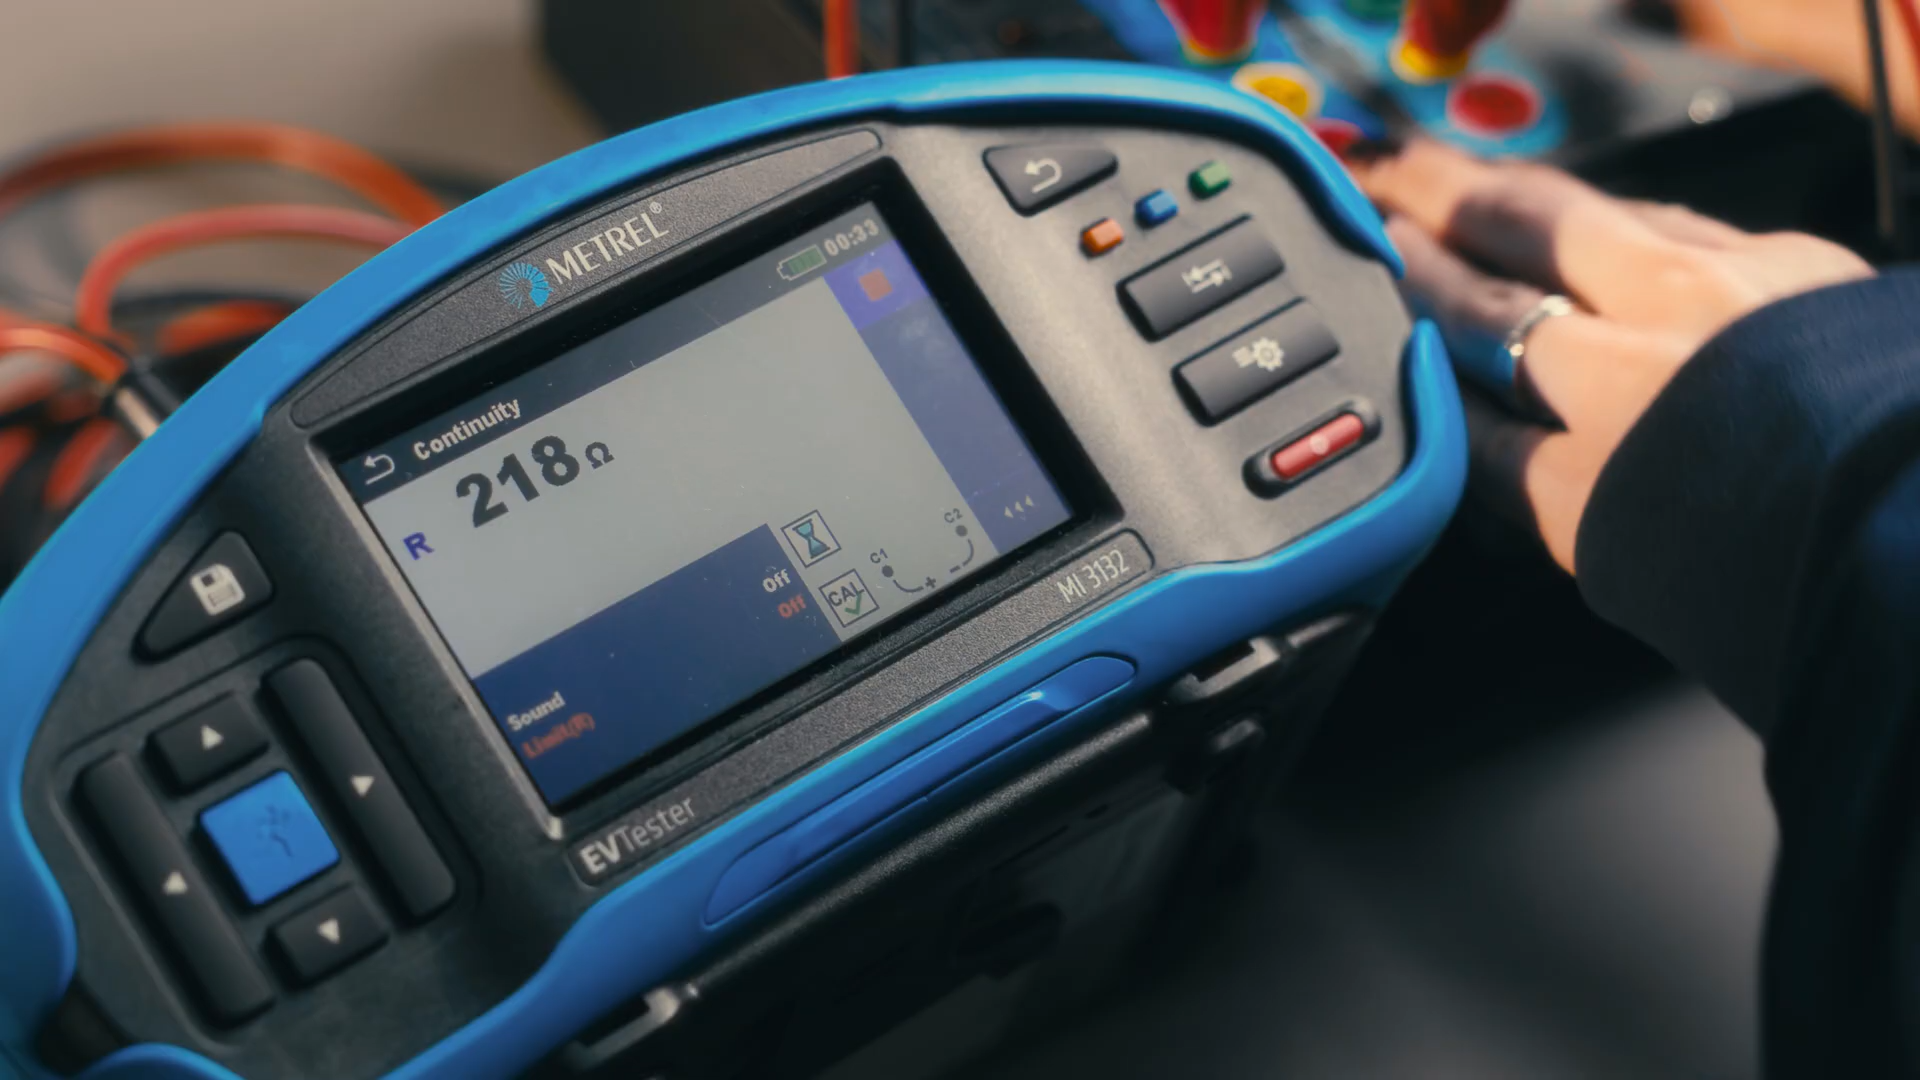 METREL®
00:33
Continuity
R 218 Ω
Off
Off
CAL
C1
C2
+
-
Sound
Limit(R)
MI 3132
EVTester